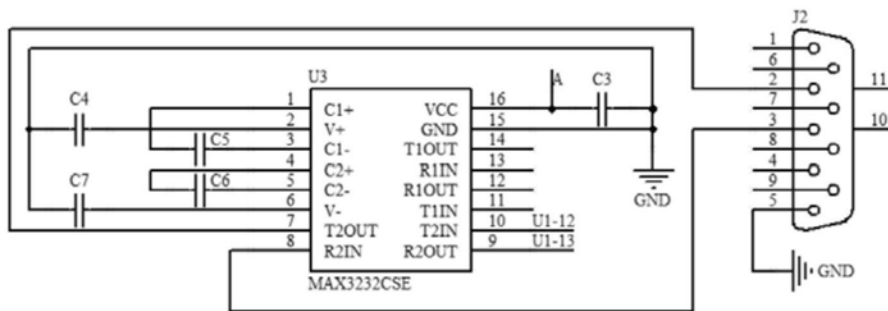 J2
1
6
2
11
7
3
10
8
4
9
5
GND
U3
A
C3
C4
C5
C6
C7
1 C1+ VCC 16
2 V+ GND 15
3 C1- T1OUT 14
4 C2+ R1IN 13
5 C2- R1OUT 12
6 V- T1IN 11
7 T2OUT T2IN 10 U1-12
8 R2IN R2OUT 9 U1-13
MAX3232CSE
GND